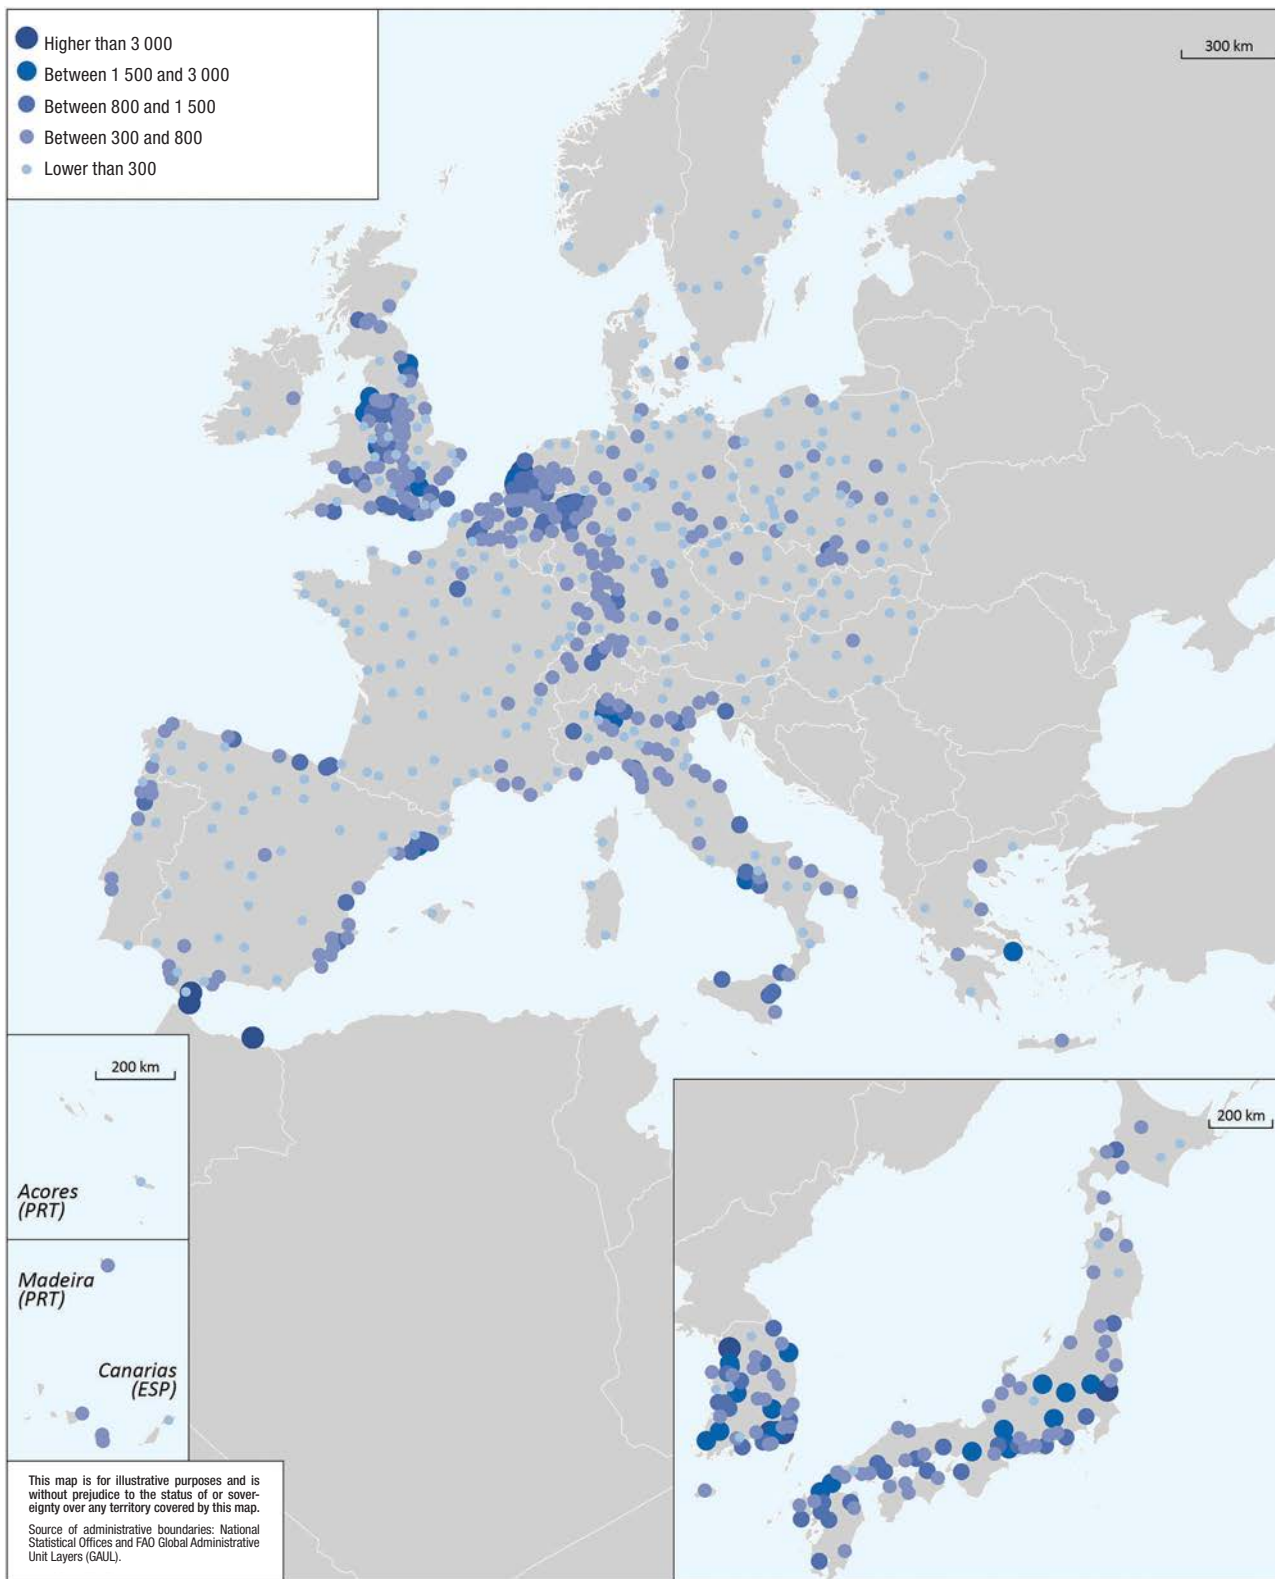 Higher than 3 000
Between 1 500 and 3 000
Between 800 and 1 500
Between 300 and 800
Lower than 300
300 km
200 km
Acores
(PRT)
Madeira
(PRT)
Canarias
(ESP)
200 km
This map is for illustrative purposes and is
without prejudice to the status of or sover-
eignty over any territory covered by this map.
Source of administrative boundaries: National
Statistical Offices and FAO Global Administrative
Unit Layers (GAUL).